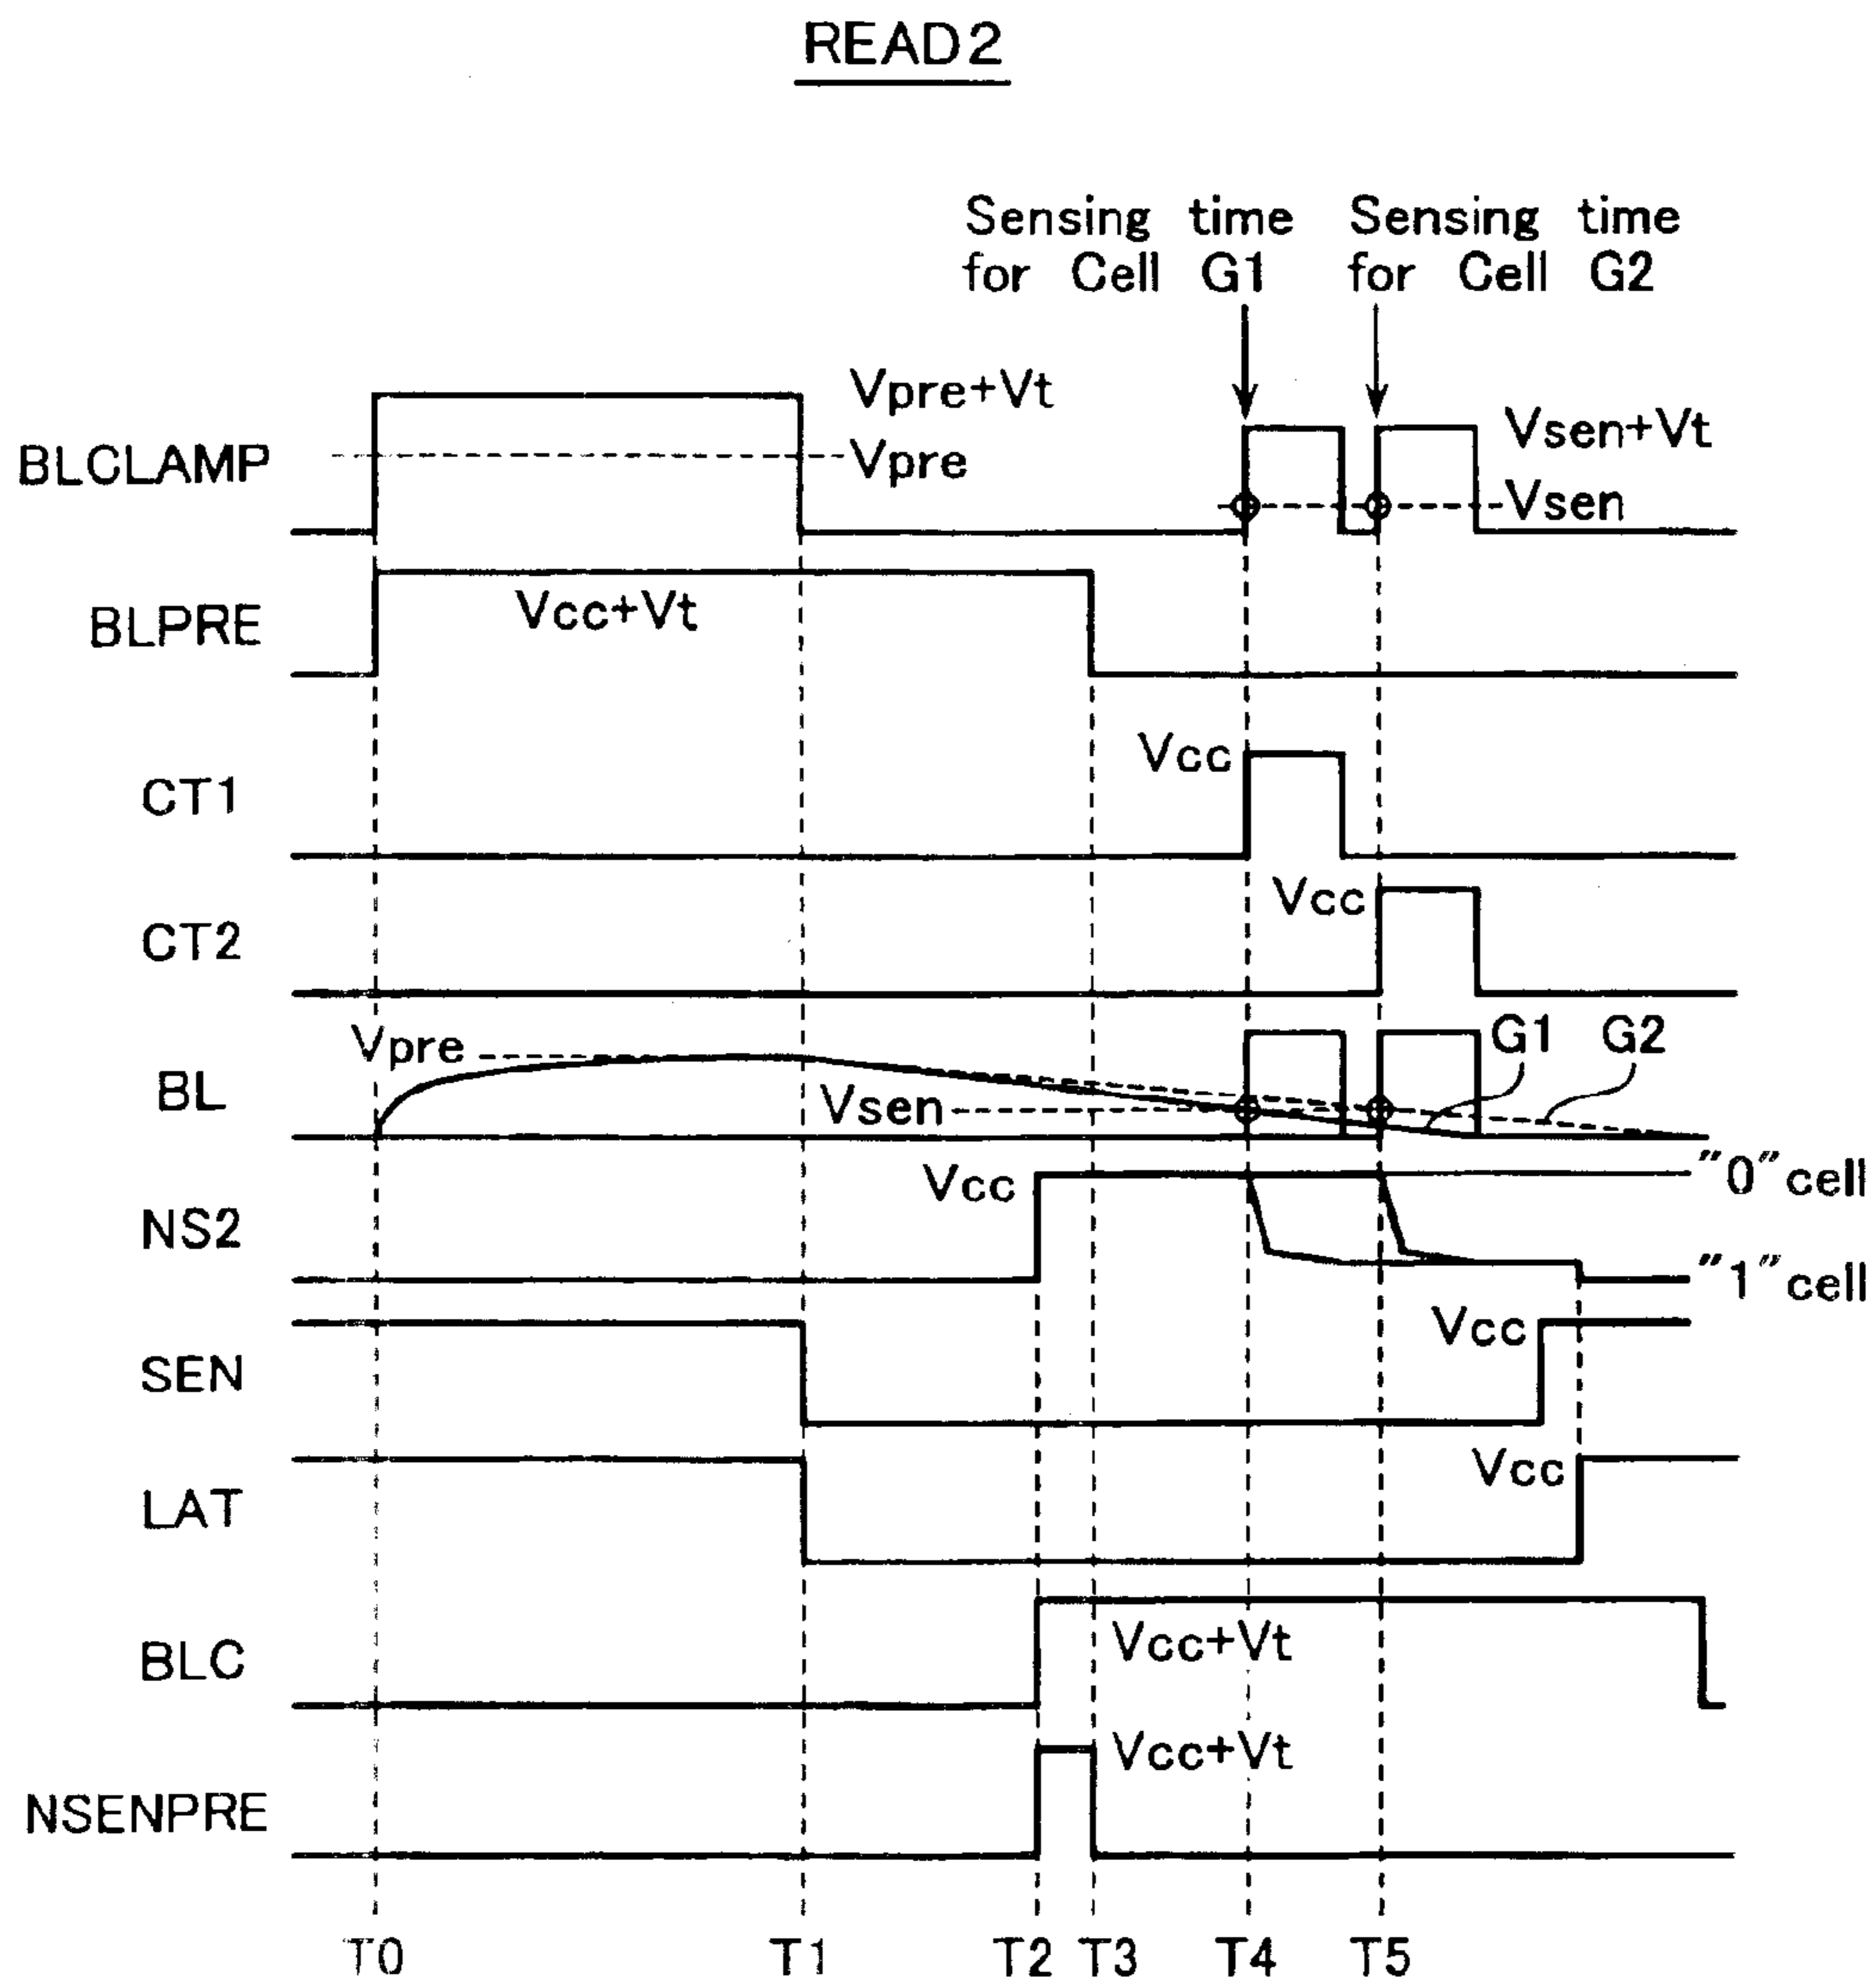 READ2
Sensing time for Cell G1
Sensing time for Cell G2
BLCLAMP
Vpre+Vt
Vpre
Vsen+Vt
Vsen
BLPRE
Vcc+Vt
CT1
Vcc
CT2
Vcc
BL
Vpre
Vsen
G1
G2
NS2
Vcc
"0"cell
"1"cell
SEN
Vcc
LAT
Vcc
BLC
Vcc+Vt
NSENPRE
Vcc+Vt
T0
T1
T2
T3
T4
T5